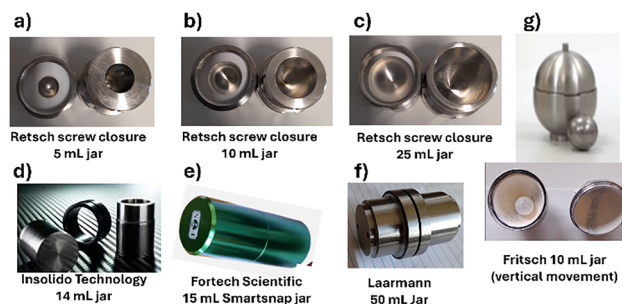 a)
b)
c)
g)
Retsch screw closure
5 mL jar
Retsch screw closure
10 mL jar
Retsch screw closure
25 mL jar
d)
e)
f)
Insolido Technology
14 mL jar
Fortech Scientific
15 mL Smartsnap jar
Laarmann
50 mL Jar
Fritsch 10 mL jar
(vertical movement)